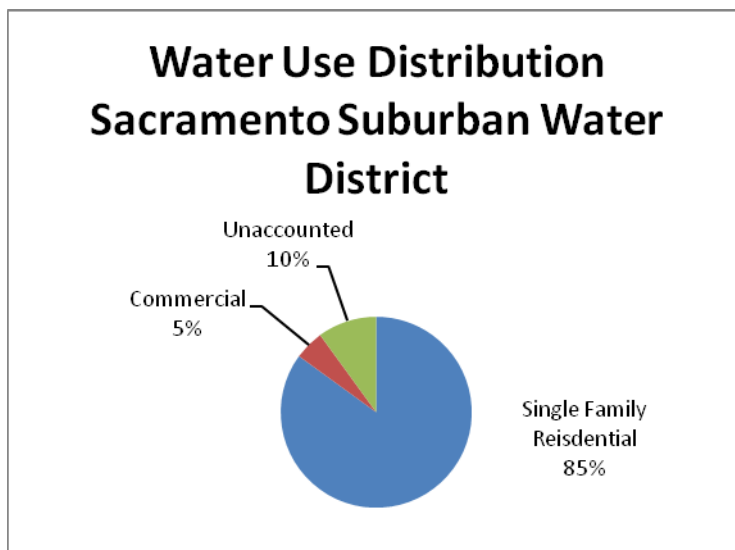 Water Use Distribution
Sacramento Suburban Water
District
Unaccounted
10%
Commercial
5%
Single Family
Reisdential
85%